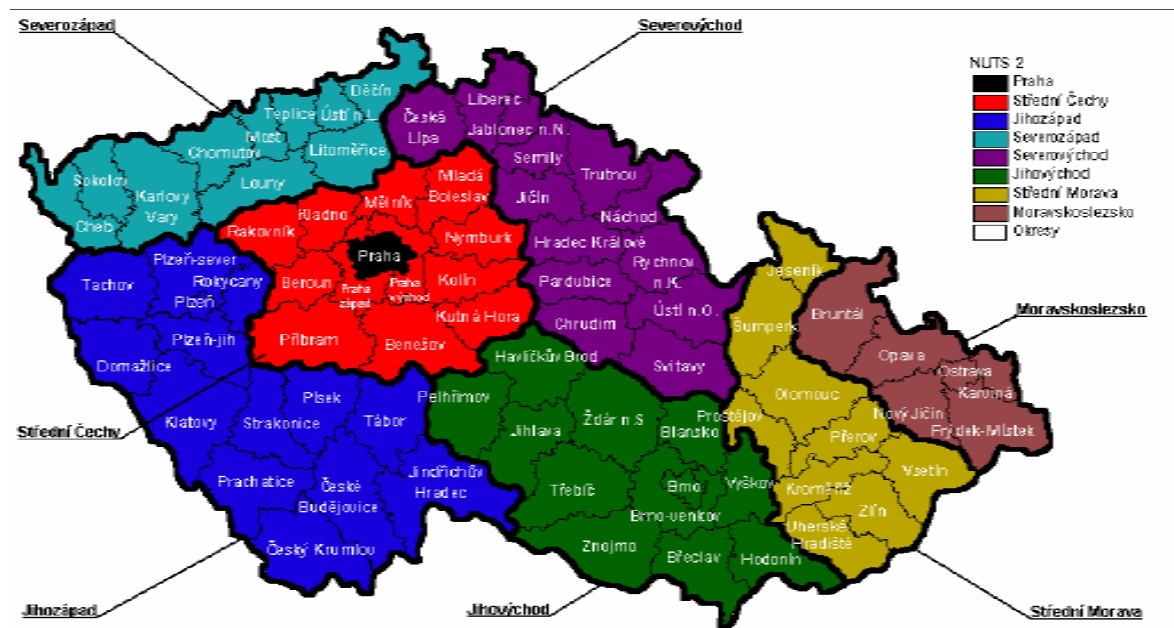 Severozápad
Severovýchod
NUTS 2
Praha
Střední Čechy
Jihozápad
Severozápad
Severovýchod
Jihovýchod
Střední Morava
Moravskoslezsko
Okresy
Děčín
Teplice
Ústí n.L.
Most
Chomutov
Litoměřice
Louny
Sokolov
Karlovy
Vary
Cheb
Česká
Lípa
Liberec
Jablonec n.N.
Semily
Trutnov
Jičín
Náchod
Hradec Králové
Rychnov
n.K.
Pardubice
Ústí n.O.
Chrudim
Svitavy
Mladá
Boleslav
Mělník
Kladno
Rakovník
Nymburk
Praha
Beroun
Praha
západ
Praha
východ
Kolín
Kutná Hora
Příbram
Benešov
Plzeň-sever
Tachov
Rokycany
Plzeň
Plzeň-jih
Domažlice
Klatovy
Písek
Strakonice
Tábor
Prachatice
České
Budějovice
Jindřichův
Hradec
Český Krumlov
Havlíčkův Brod
Pelhřimov
Jihlava
Žďár n.S
Blansko
Třebíč
Brno
Vyškov
Brno-venkov
Znojmo
Břeclav
Hodonín
Jeseník
Šumperk
Olomouc
Prostějov
Přerov
Kroměříž
Vsetín
Zlín
Uherské
Hradiště
Bruntál
Opava
Ostrava
Karviná
Nový Jičín
Frýdek-Místek
Moravskoslezsko
Střední Čechy
Jihozápad
Jihovýchod
Střední Morava